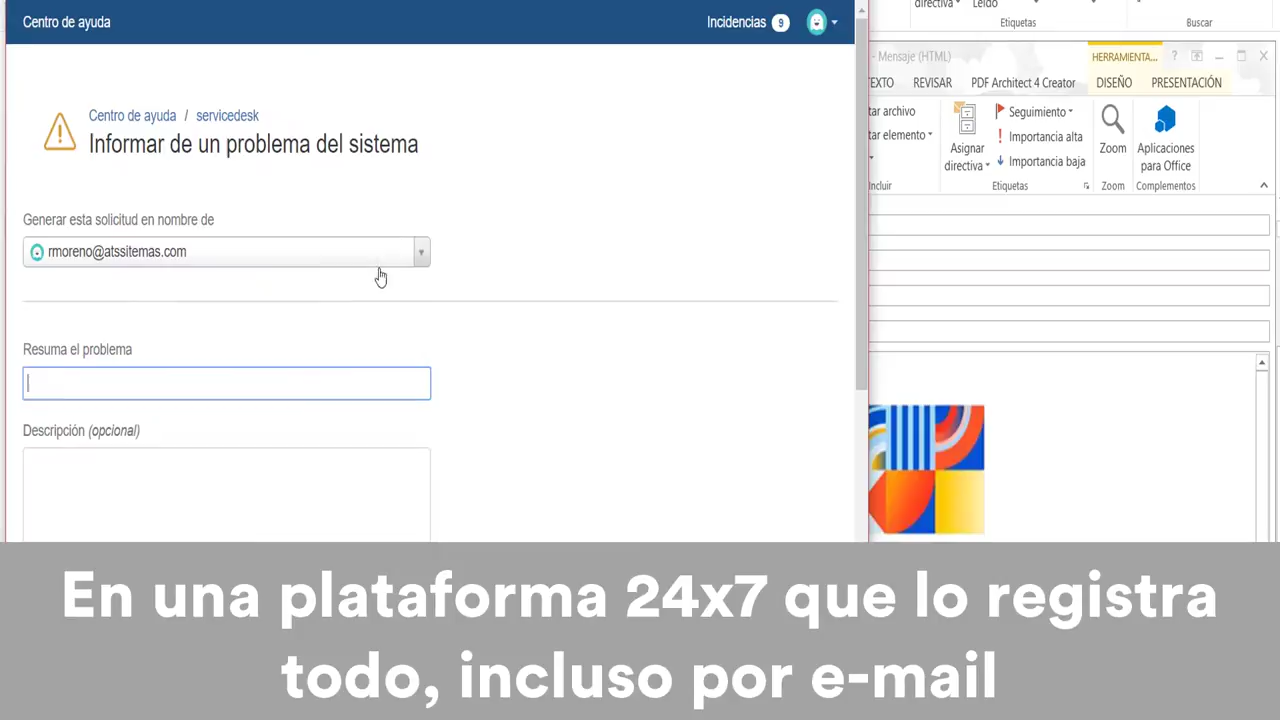 Centro de ayuda
Incidencias 9
Centro de ayuda / servicedesk
Informar de un problema del sistema
Generar esta solicitud en nombre de
rmoreno@atssitemas.com
Resuma el problema
Descripción (opcional)
directiva
Leído
Etiquetas
Buscar
- Mensaje (HTML)
HERRAMIENTA...
?
EXTO
REVISAR
PDF Architect 4 Creator
DISEÑO
PRESENTACIÓN
tar archivo
tar elemento
ncluir
Asignar
directiva
Seguimiento
Importancia alta
Importancia baja
Etiquetas
Zoom
Zoom
Aplicaciones
para Office
Complementos
En una plataforma 24x7 que lo registra
todo, incluso por e-mail